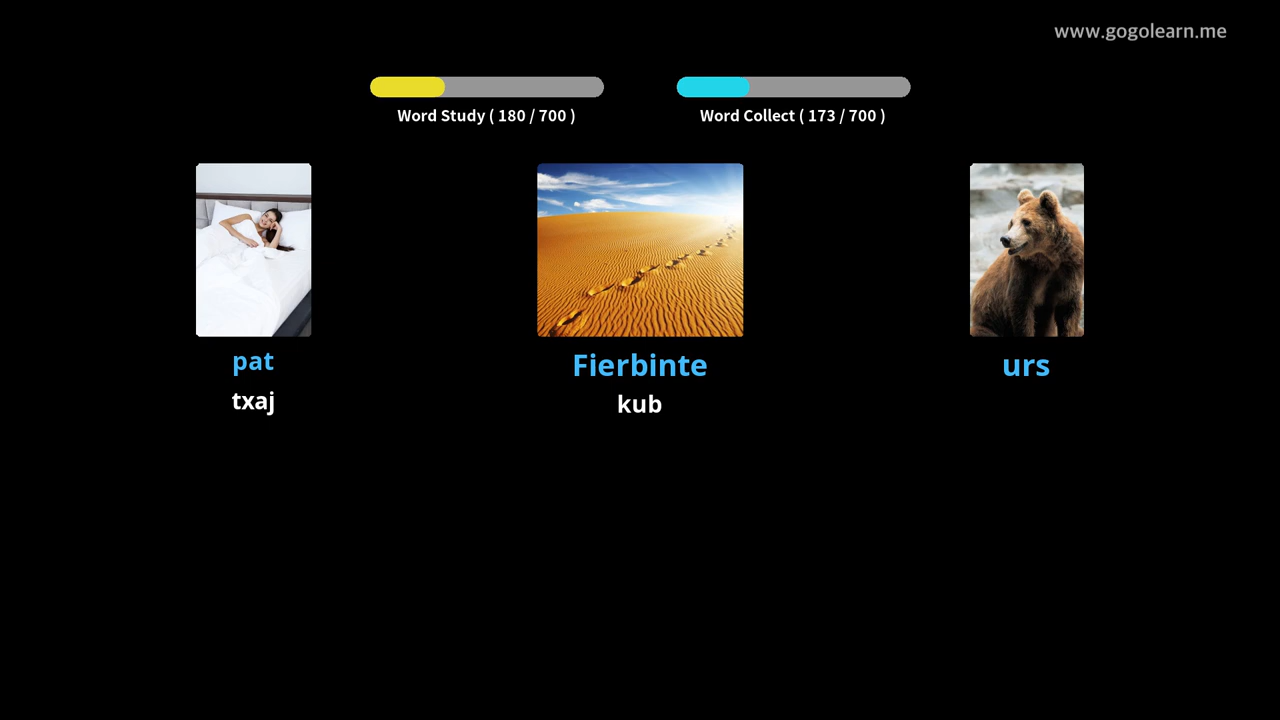 www.gogolearn.me
Word Study ( 180 / 700 )
Word Collect ( 173 / 700 )
pat
txaj
Fierbinte
kub
urs